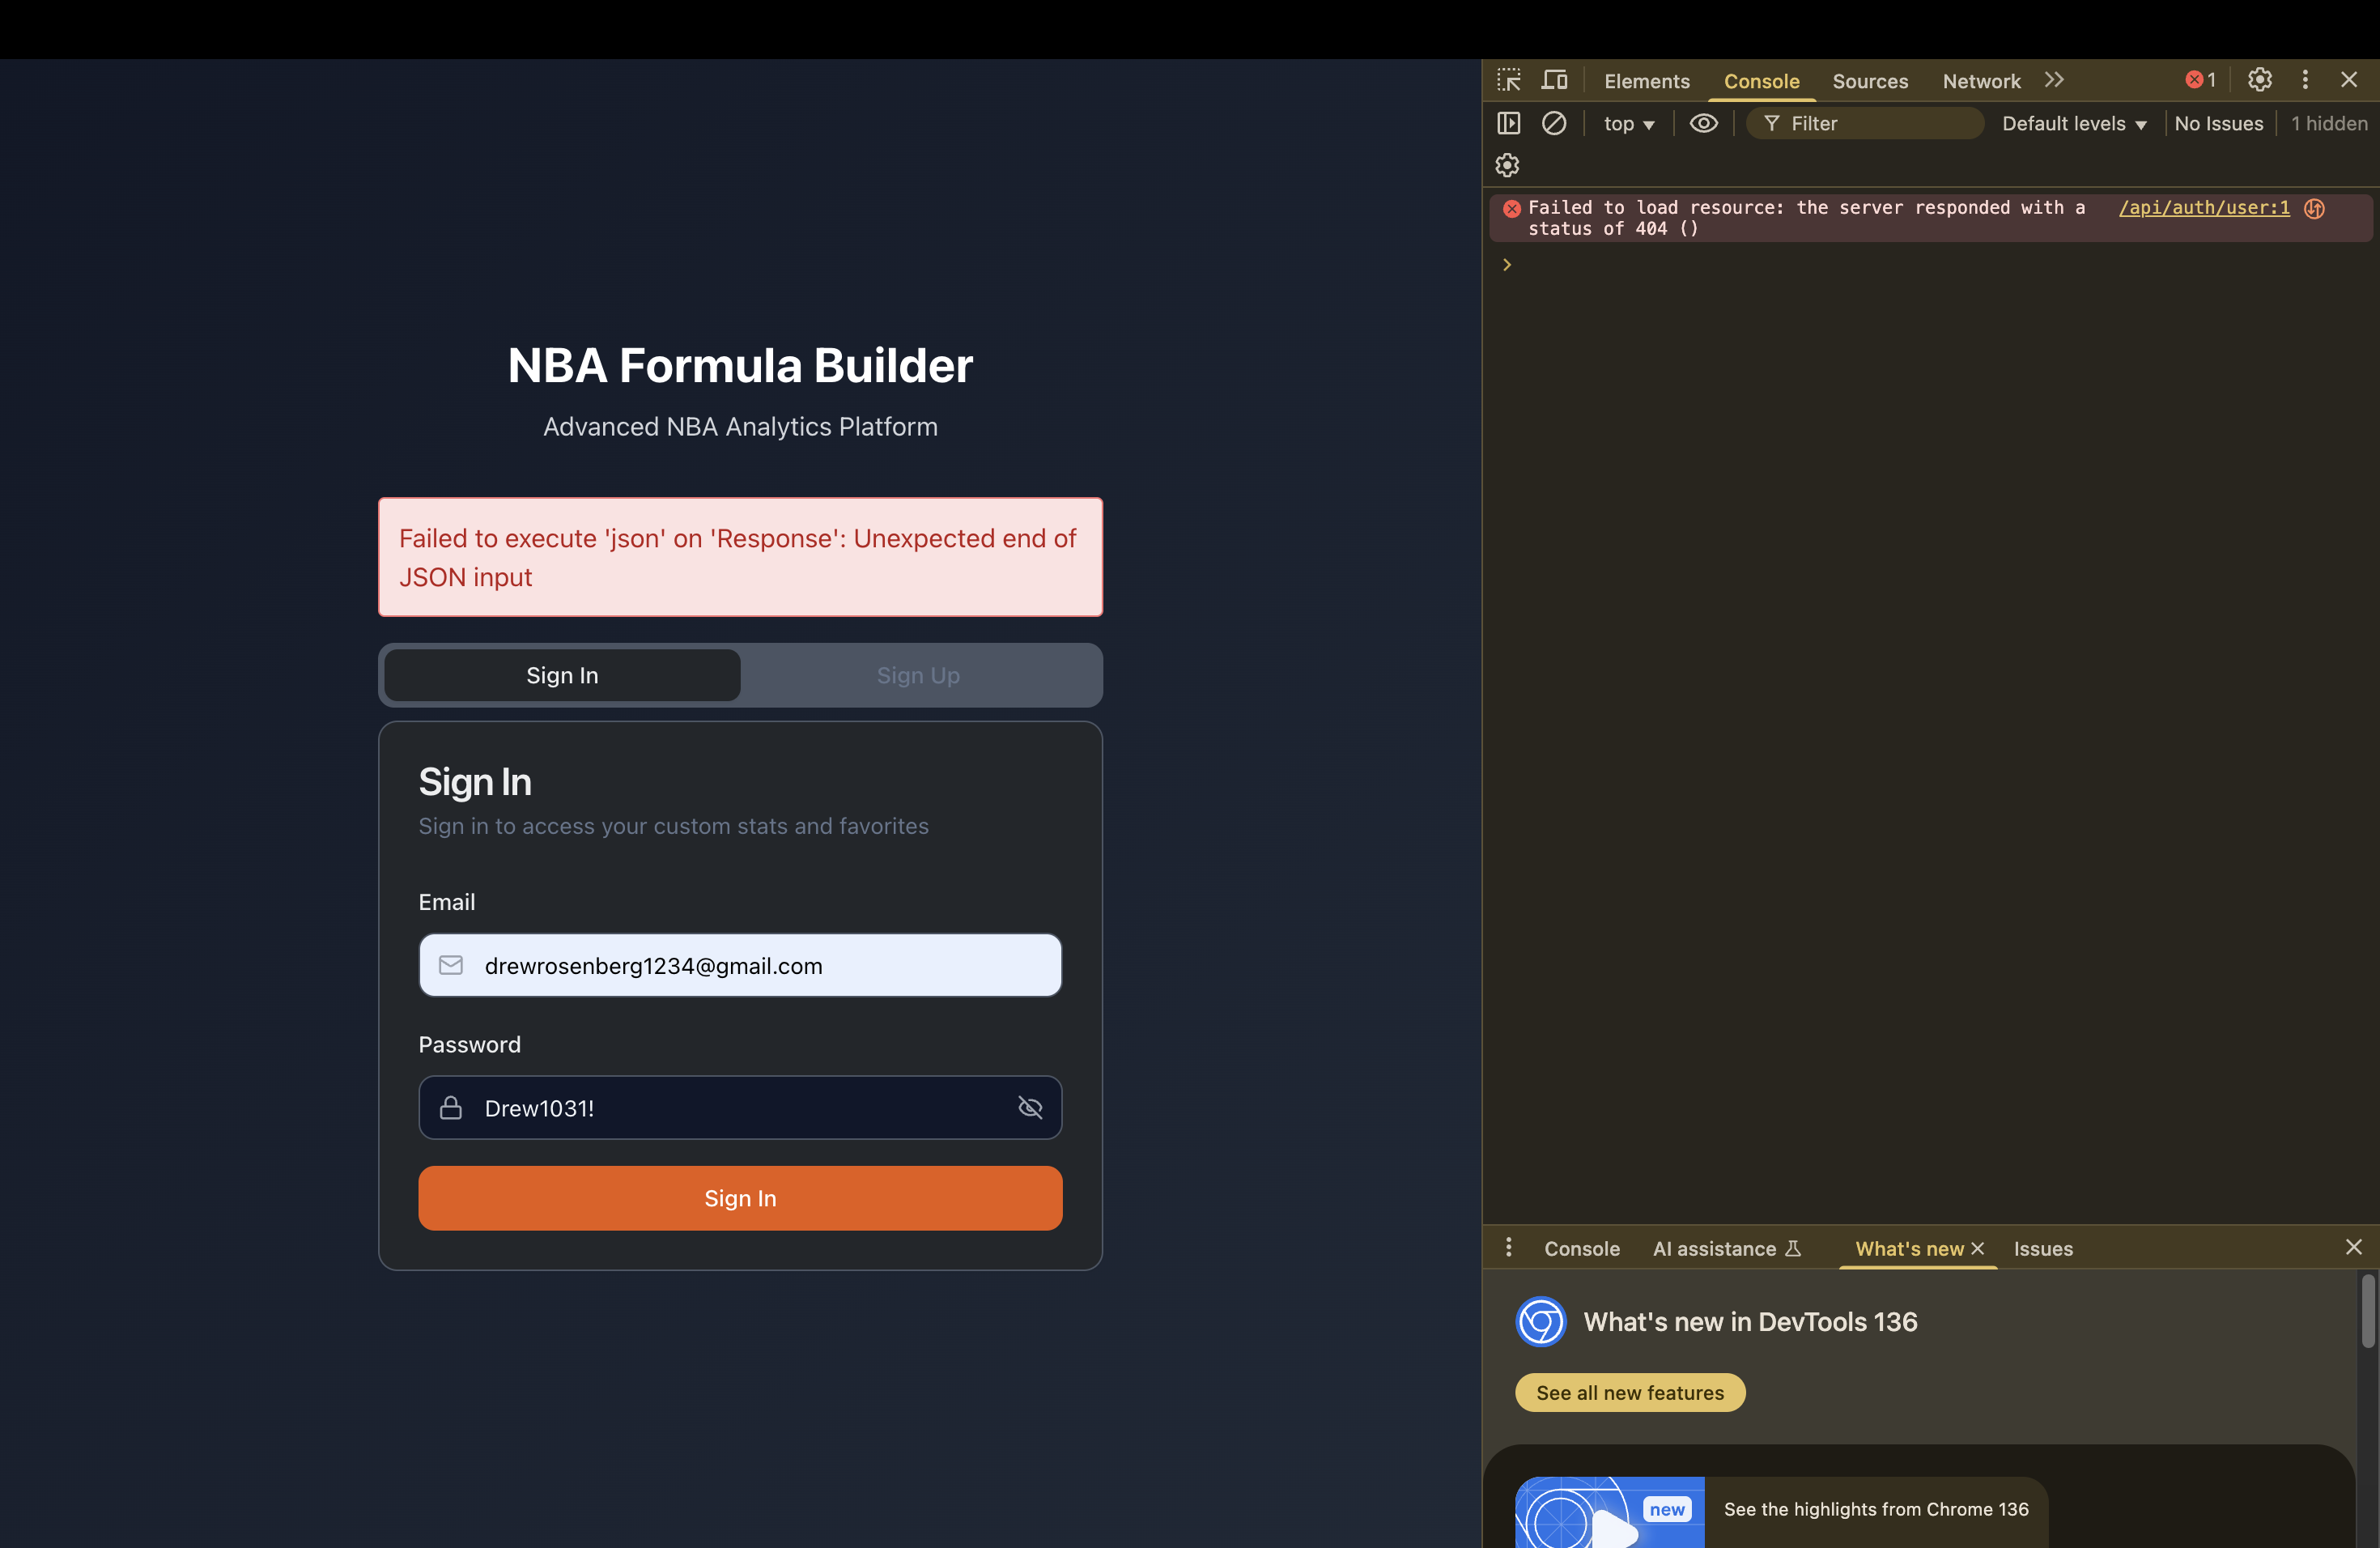 NBA Formula Builder
Advanced NBA Analytics Platform
Failed to execute 'json' on 'Response': Unexpected end of
JSON input
Sign In Sign Up
Sign In
Sign in to access your custom stats and favorites
Email
drewrosenberg1234@gmail.com
Password
Drew1031!
Sign In
Elements Console Sources Network 1
top Filter Default levels No Issues 1 hidden
Failed to load resource: the server responded with a /api/auth/user:1
status of 404 ()
Console AI assistance What's new Issues
What's new in DevTools 136
See all new features
new See the highlights from Chrome 136